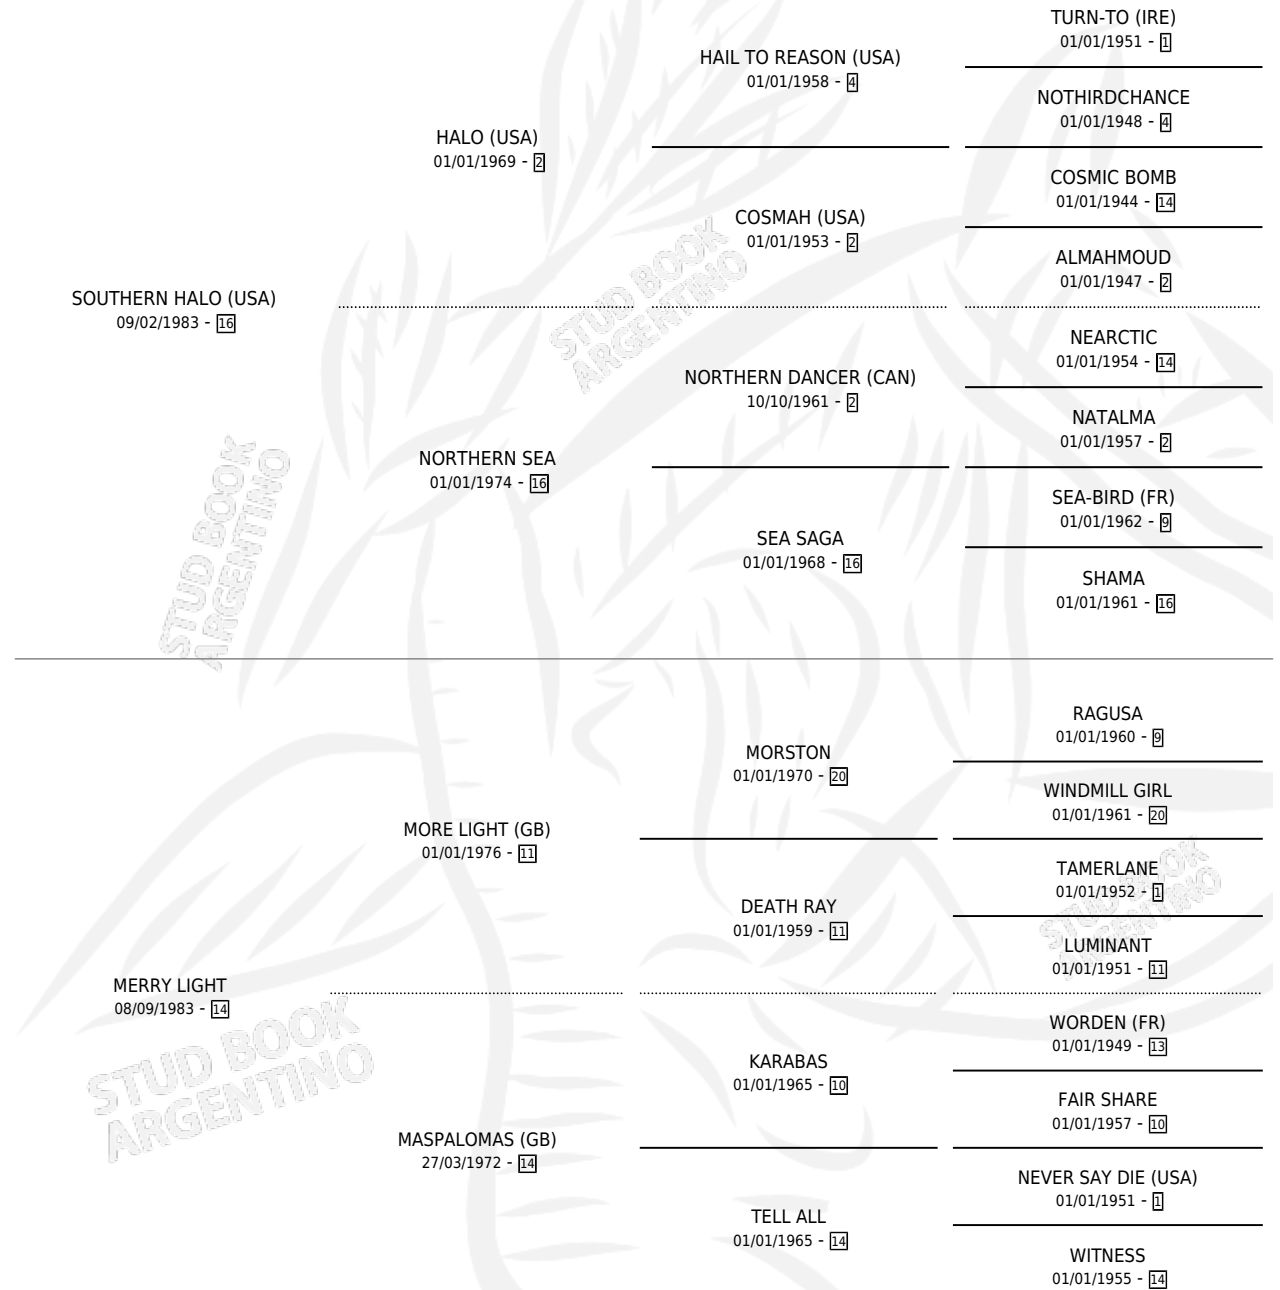 TURN-TO (IRE)
01/01/1951 - 1
HAIL TO REASON (USA)
01/01/1958 - 4
NOTHIRDCHANCE
01/01/1948 - 4
HALO (USA)
01/01/1969 - 2
COSMIC BOMB
01/01/1944 - 14
COSMAH (USA)
01/01/1953 - 2
ALMAHMOUD
01/01/1947 - 2
SOUTHERN HALO (USA)
09/02/1983 - 16
STUD BOOK
ARGENTINO
NEARCTIC
01/01/1954 - 14
NORTHERN DANCER (CAN)
10/10/1961 - 2
NATALMA
01/01/1957 - 2
NORTHERN SEA
01/01/1974 - 16
SEA-BIRD (FR)
01/01/1962 - 9
SEA SAGA
01/01/1968 - 16
SHAMA
01/01/1961 - 16
STUD BOOK
ARGENTINO
RAGUSA
01/01/1960 - 9
MORSTON
01/01/1970 - 20
WINDMILL GIRL
01/01/1961 - 20
MORE LIGHT (GB)
01/01/1976 - 11
TAMERLANE
01/01/1952 - 1
DEATH RAY
01/01/1959 - 11
STUD BOOK
ARGENTINO
LUMINANT
01/01/1951 - 11
MERRY LIGHT
08/09/1983 - 14
WORDEN (FR)
01/01/1949 - 13
KARABAS
01/01/1965 - 10
FAIR SHARE
01/01/1957 - 10
STUD BOOK
ARGENTINO
MASPALOMAS (GB)
27/03/1972 - 14
NEVER SAY DIE (USA)
01/01/1951 - 1
TELL ALL
01/01/1965 - 14
WITNESS
01/01/1955 - 14